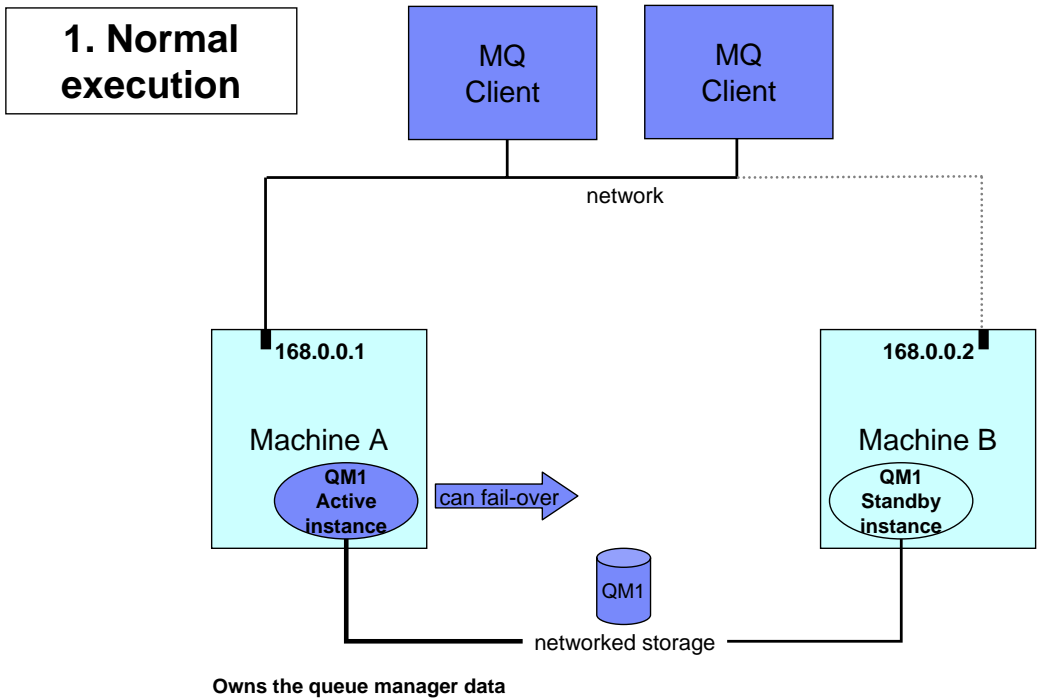 1. Normal
execution
MQ
Client
MQ
Client
network
168.0.0.1
168.0.0.2
Machine A
Machine B
QM1
Active
instance
can fail-over
QM1
Standby
instance
QM1
networked storage
Owns the queue manager data